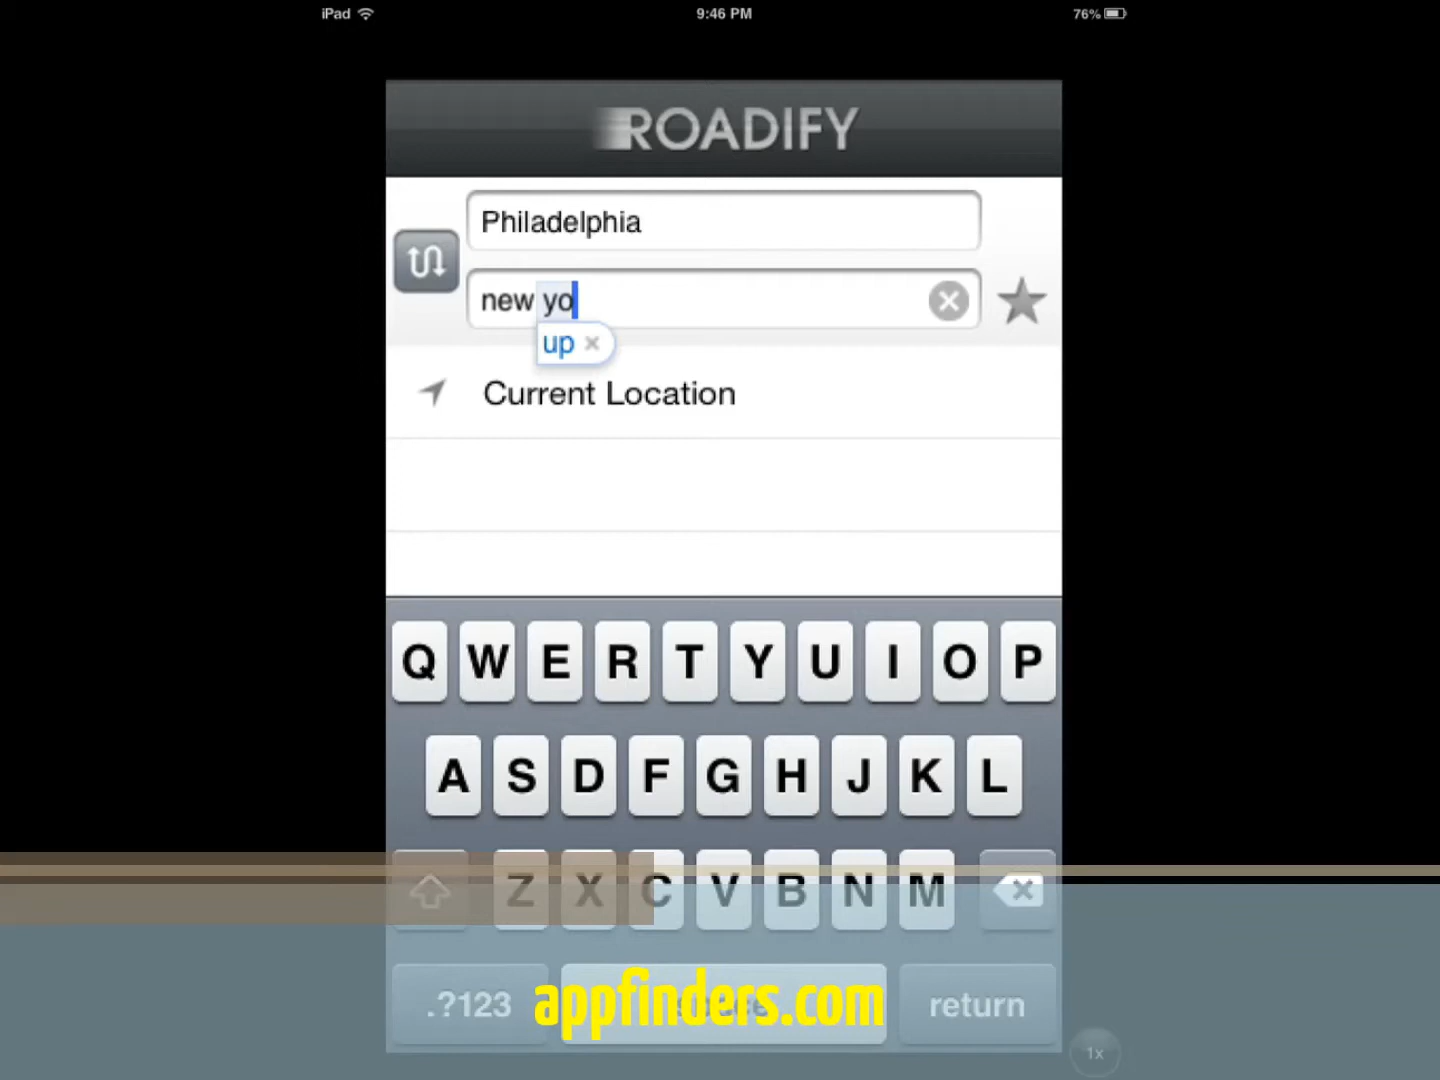 iPad 9:46 PM 76%
ROADIFY
Philadelphia
new yo
up ×
Current Location
Q W E R T Y U I O P
A S D F G H J K L
Z X C V B N M
.?123 return
appfinders.com
1x